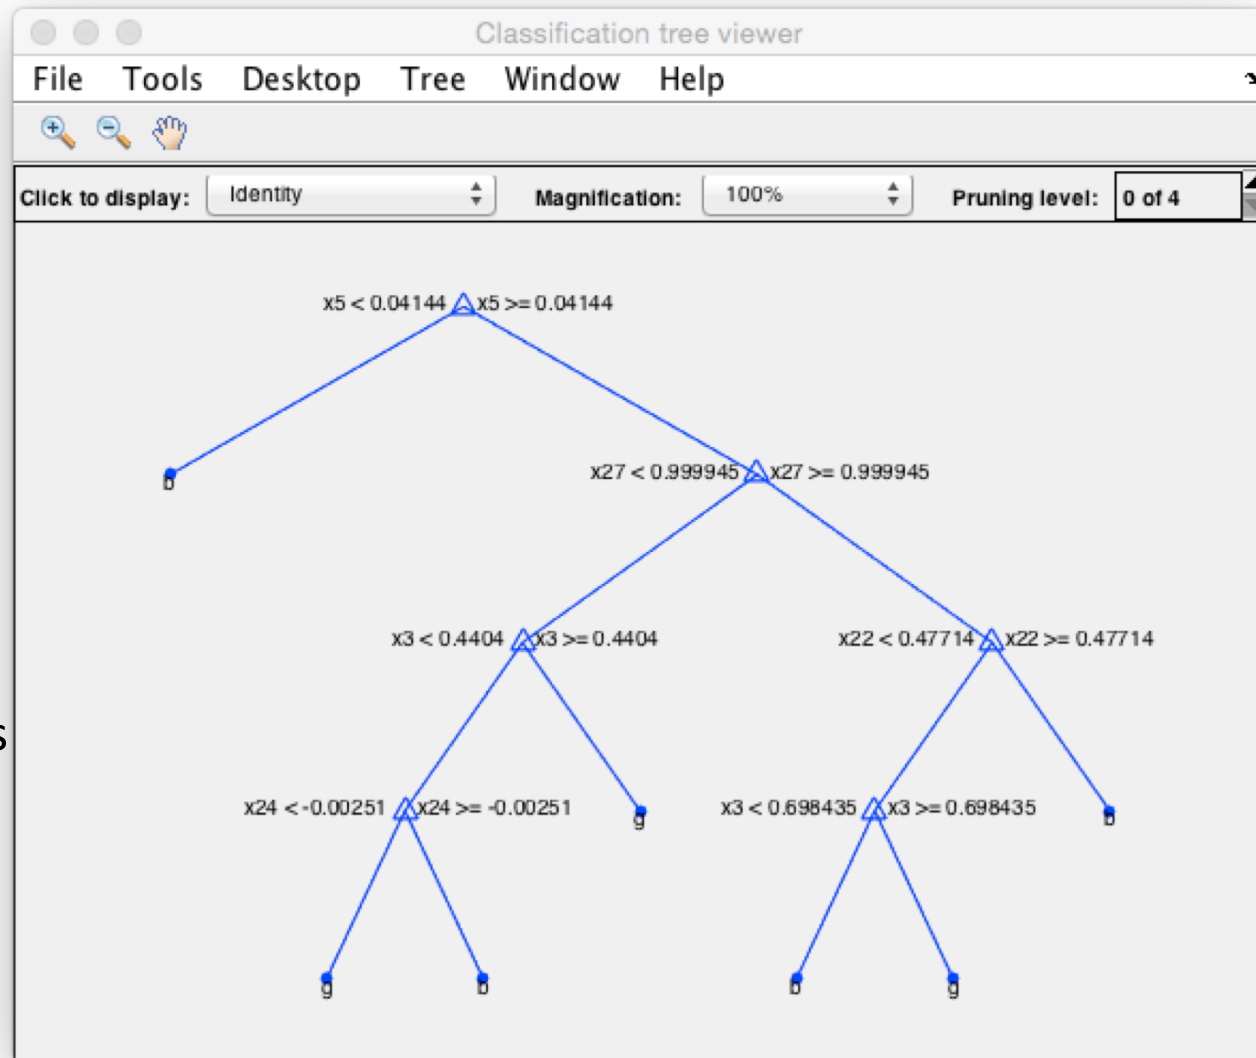 Classification tree viewer
File Tools Desktop Tree Window Help
Click to display: Identity Magnification: 100% Pruning level: 0 of 4
x5 < 0.04144 x5 >= 0.04144
b x27 < 0.999945 x27 >= 0.999945
x3 < 0.4404 x3 >= 0.4404 x22 < 0.47714 x22 >= 0.47714
s
x24 < -0.00251 x24 >= -0.00251 g x3 < 0.698435 x3 >= 0.698435 b
g b b g